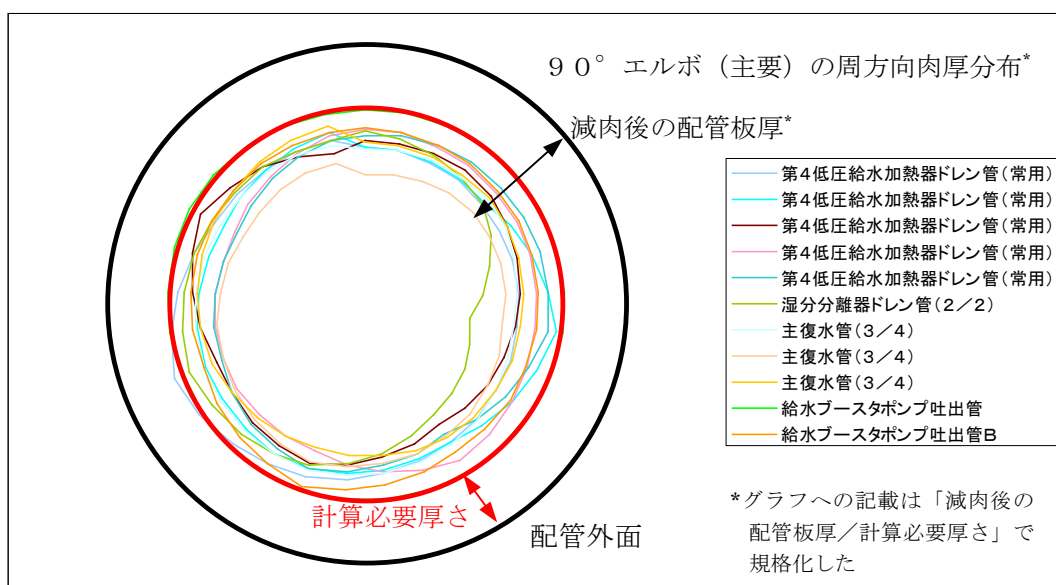 ９０°エルボ（主要）の周方向肉厚分布*
減肉後の配管板厚*
第４低圧給水加熱器ドレン管（常用）
第４低圧給水加熱器ドレン管（常用）
第４低圧給水加熱器ドレン管（常用）
第４低圧給水加熱器ドレン管（常用）
第４低圧給水加熱器ドレン管（常用）
湿分分離器ドレン管（２／２）
主復水管（３／４）
主復水管（３／４）
主復水管（３／４）
給水ブースタポンプ吐出管
給水ブースタポンプ吐出管Ｂ
計算必要厚さ
配管外面
*グラフへの記載は「減肉後の
配管板厚／計算必要厚さ」で
規格化した